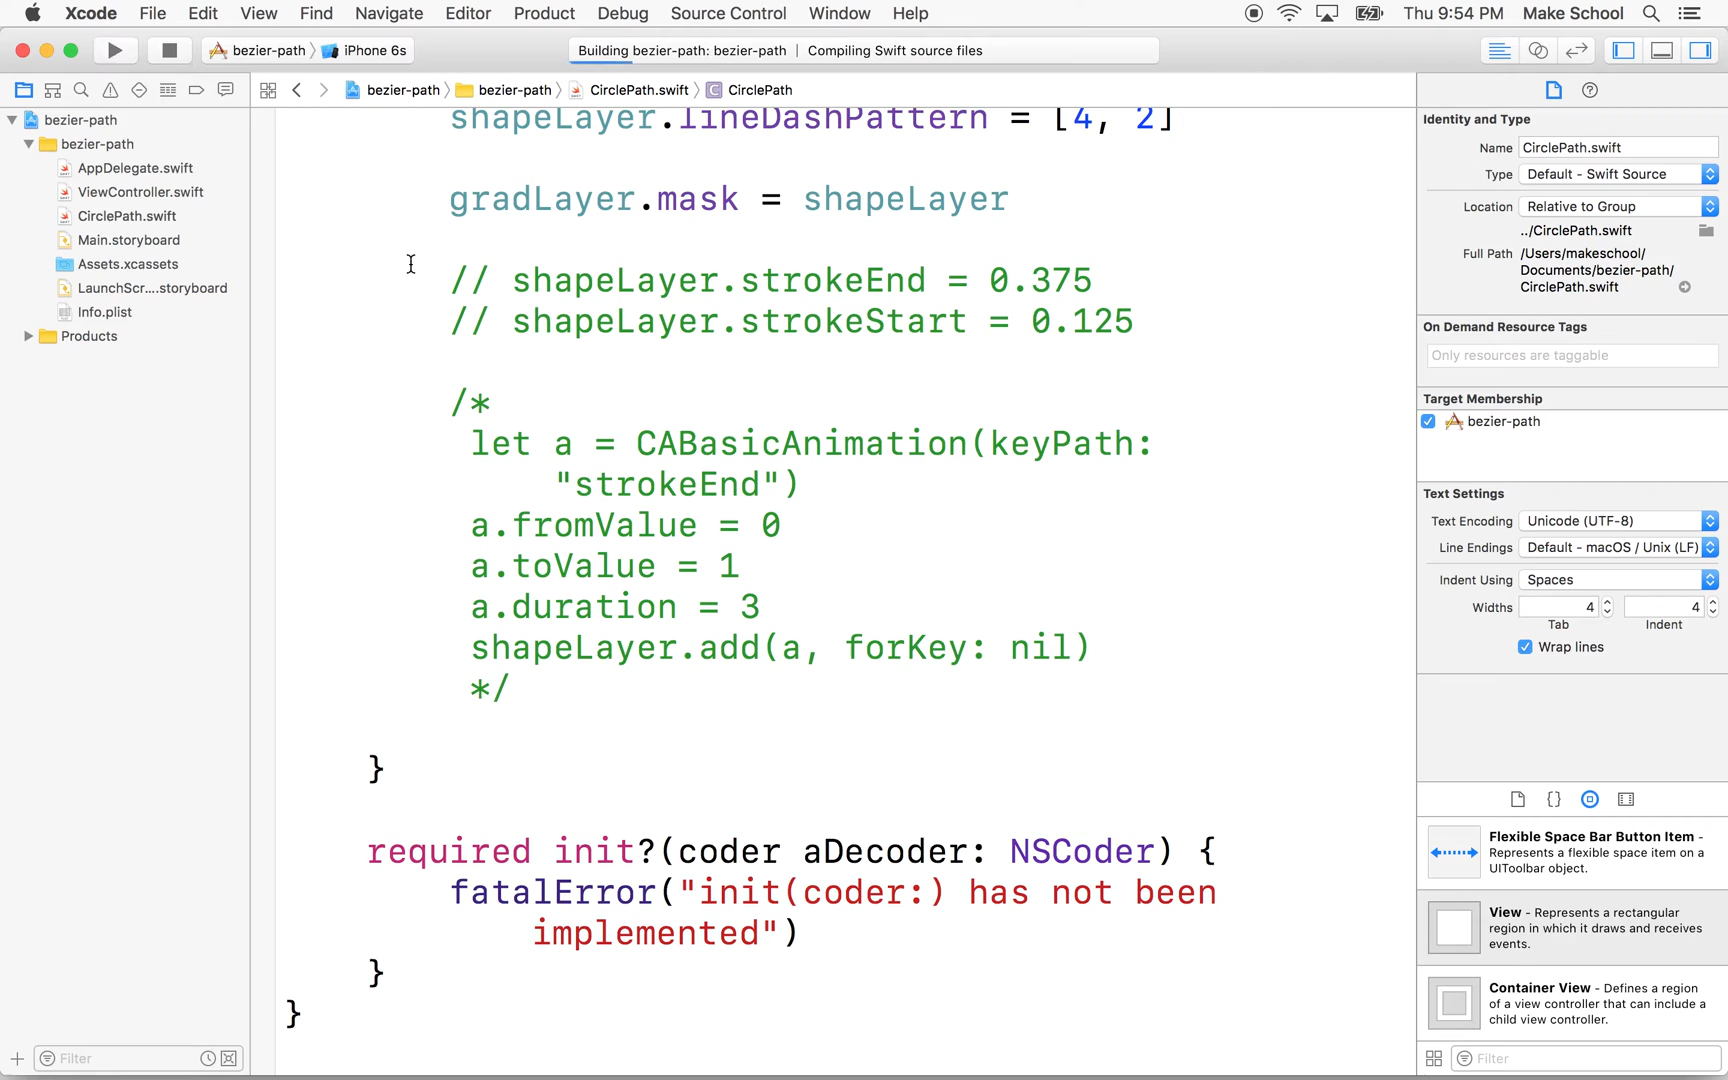 Xcode File Edit View Find Navigate Editor Product Debug Source Control Window Help Thu 9:54 PM Make School
bezier-path iPhone 6s Building bezier-path: bezier-path | Compiling Swift source files
bezier-path bezier-path CirclePath.swift C CirclePath
bezier-path
bezier-path
AppDelegate.swift
ViewController.swift
CirclePath.swift
Main.storyboard
Assets.xcassets
LaunchScr....storyboard
Info.plist
Products
Filter
shapeLayer.lineDashPattern = [4, 2]
gradLayer.mask = shapeLayer
// shapeLayer.strokeEnd = 0.375
// shapeLayer.strokeStart = 0.125
/*
let a = CABasicAnimation(keyPath:
"strokeEnd")
a.fromValue = 0
a.toValue = 1
a.duration = 3
shapeLayer.add(a, forKey: nil)
*/
}
required init?(coder aDecoder: NSCoder) {
fatalError("init(coder:) has not been
implemented")
}
}
Identity and Type
Name CirclePath.swift
Type Default - Swift Source
Location Relative to Group
../CirclePath.swift
Full Path /Users/makeschool/
Documents/bezier-path/
CirclePath.swift
On Demand Resource Tags
Only resources are taggable
Target Membership
bezier-path
Text Settings
Text Encoding Unicode (UTF-8)
Line Endings Default - macOS / Unix (LF)
Indent Using Spaces
Widths 4 4
Tab Indent
Wrap lines
Flexible Space Bar Button Item -
Represents a flexible space item on a
UIToolbar object.
View - Represents a rectangular
region in which it draws and receives
events.
Container View - Defines a region
of a view controller that can include a
child view controller.
Filter